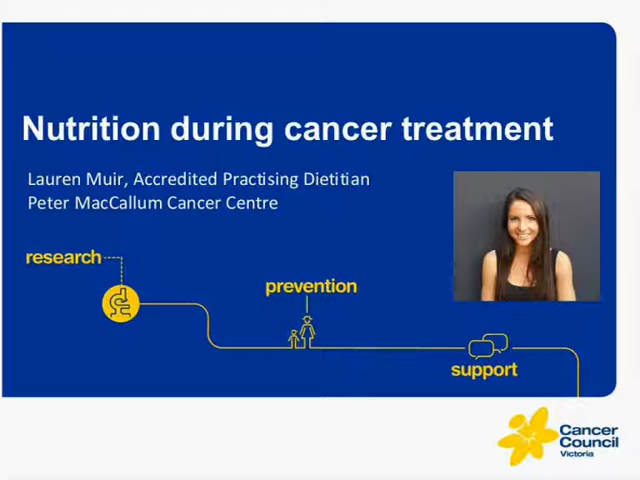 Nutrition during cancer treatment
Lauren Muir, Accredited Practising Dietitian
Peter MacCallum Cancer Centre
research
prevention
support
Cancer
Council
Victoria